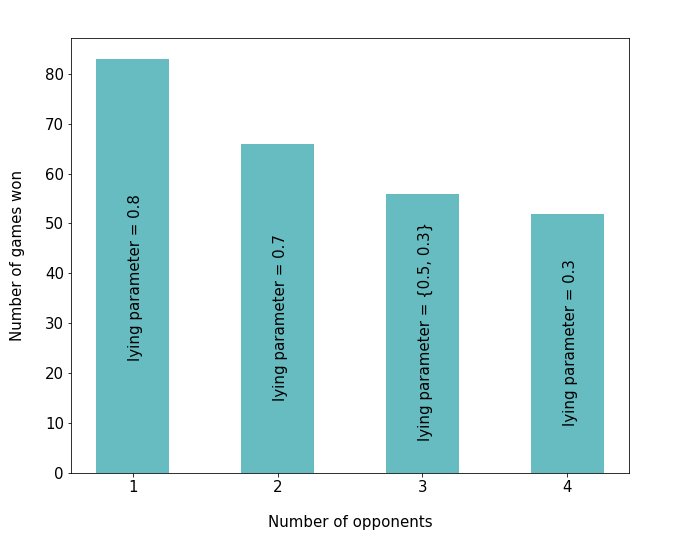 80
70
60
50
40
30
20
10
0
Number of games won
lying parameter = 0.8
lying parameter = 0.7
lying parameter = {0.5, 0.3}
lying parameter = 0.3
1 2 3 4
Number of opponents